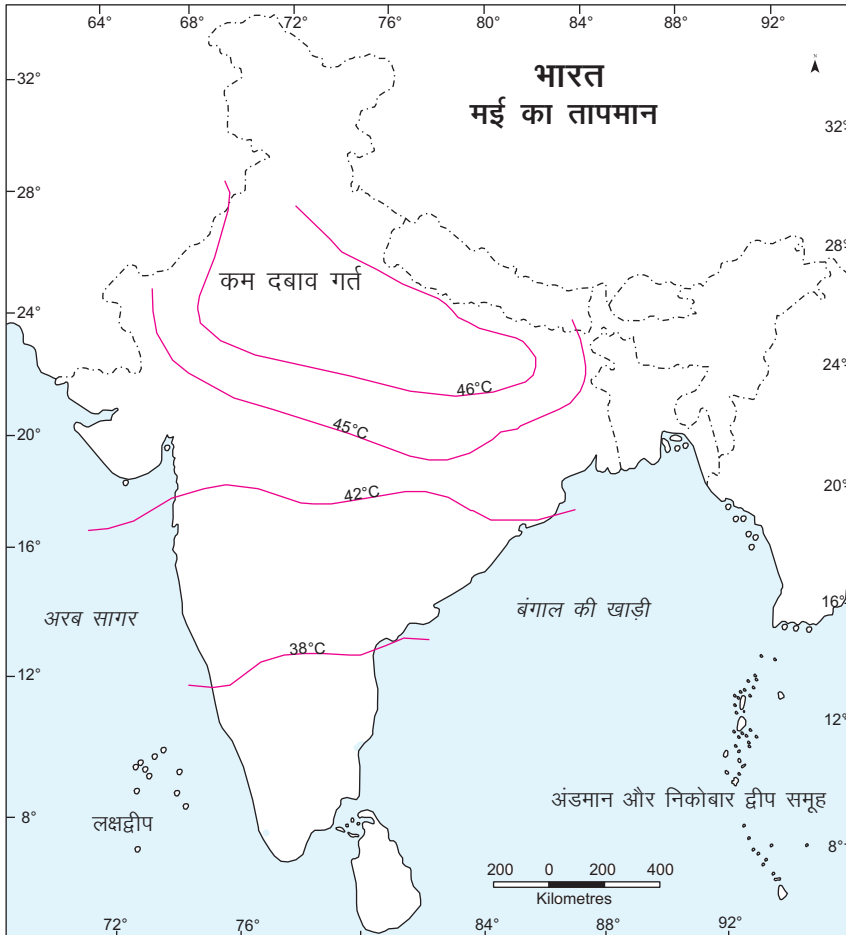 64° 68° 72° 76° 80° 84° 88° 92°
भारत
मई का तापमान
N
32° 32°
28° 28°
कम दबाव गर्त
24° 24°
46°C
45°C
20° 20°
42°C
16° 16°
अरब सागर
बंगाल की खाड़ी
38°C
12° 12°
लक्षद्वीप
अंडमान और निकोबार द्वीप समूह
8° 8°
200 0 200 400
Kilometres
72° 76° 84° 88° 92°